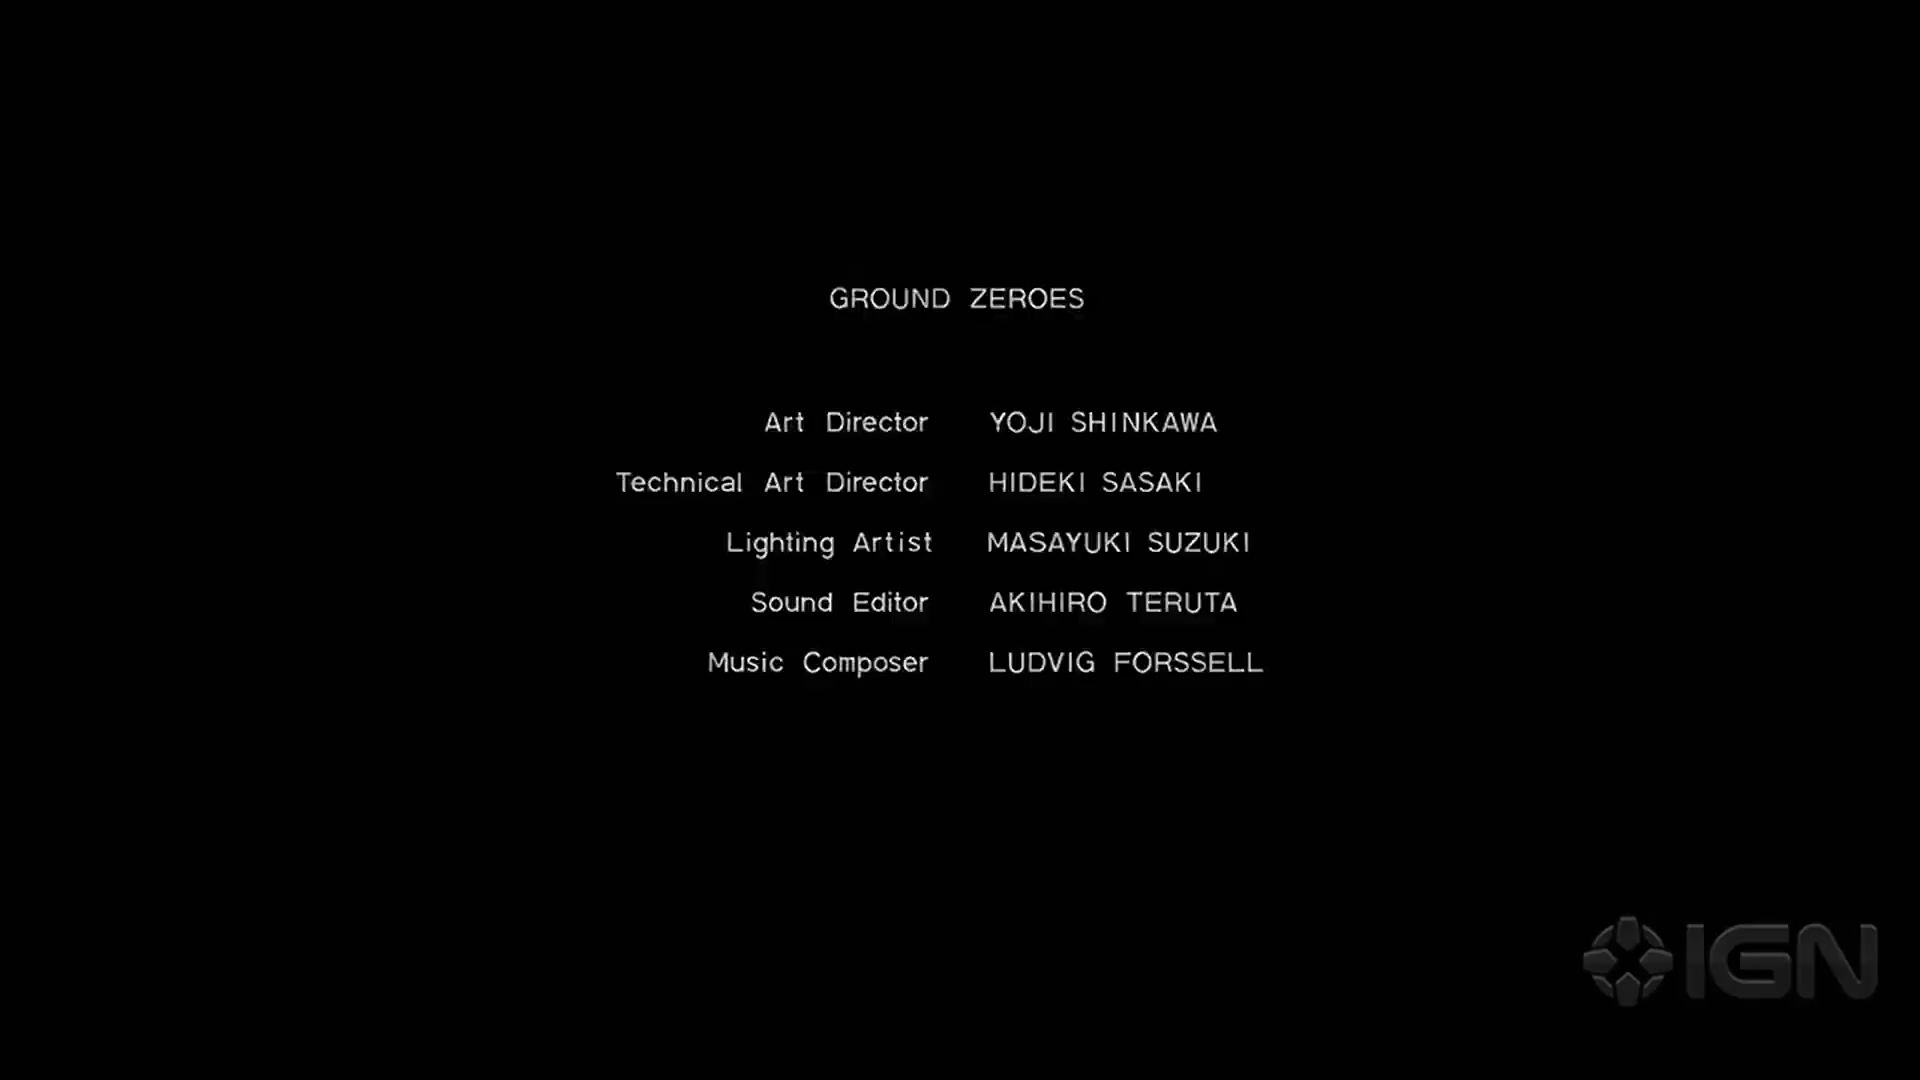 GROUND ZEROES
Art Director YOJI SHINKAWA
Technical Art Director HIDEKI SASAKI
Lighting Artist MASAYUKI SUZUKI
Sound Editor AKIHIRO TERUTA
Music Composer LUDVIG FORSSELL
IGN